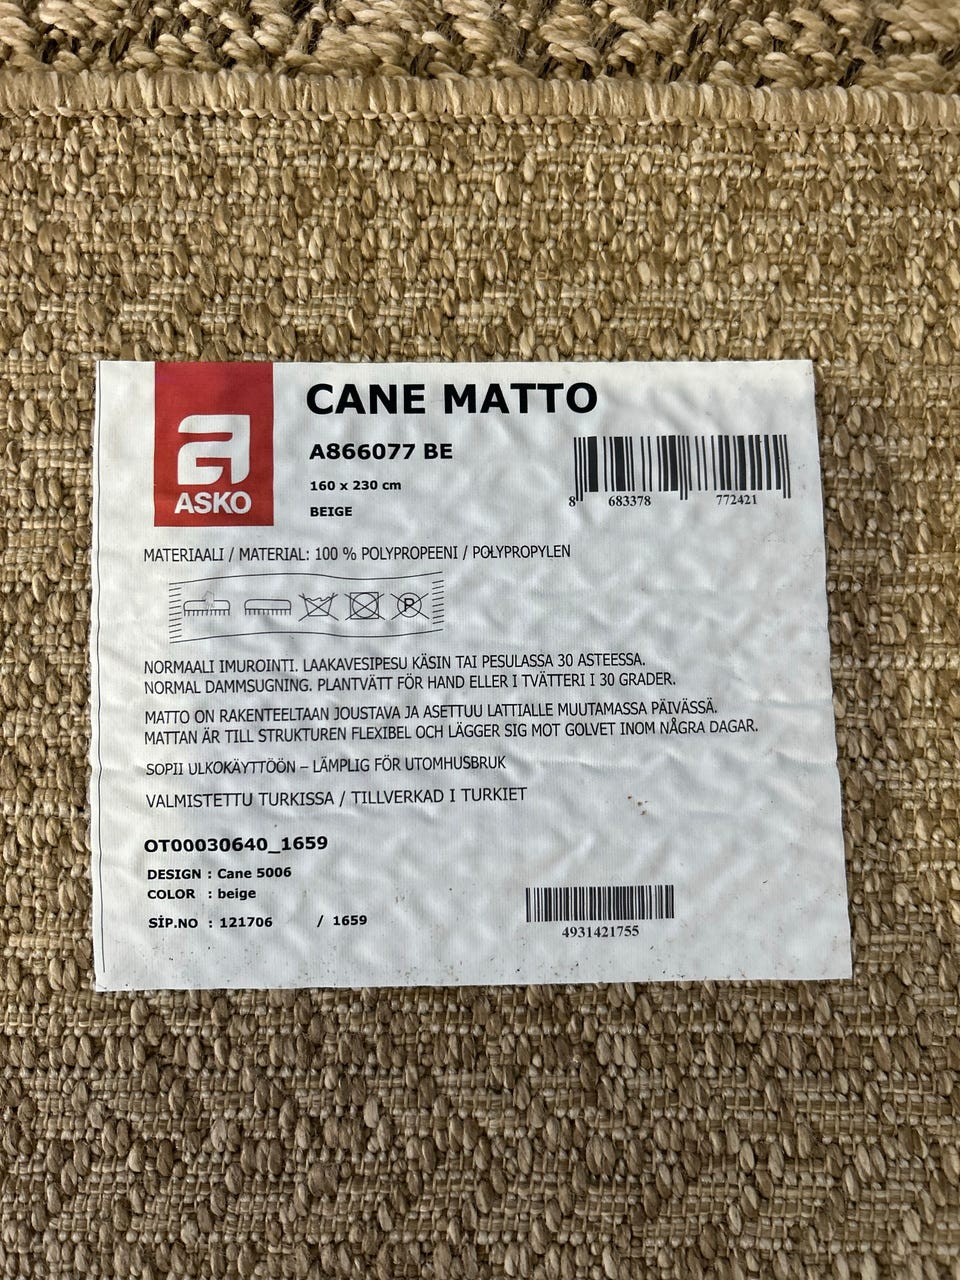 CANE MATTO
A866077 BE
160 x 230 cm
BEIGE
ASKO
8 683378 772421
MATERIAALI / MATERIAL: 100 % POLYPROPEENI / POLYPROPYLEN
P
NORMAALI IMUROINTI. LAAKAVESIPESU KÄSIN TAI PESULASSA 30 ASTEESSA.
NORMAL DAMMSUGNING. PLANTVÄTT FÖR HAND ELLER I TVÄTTERI I 30 GRADER.
MATTO ON RAKENTEELTAAN JOUSTAVA JA ASETTUU LATTIALLE MUUTAMASSA PÄIVÄSSÄ.
MATTAN ÄR TILL STRUKTUREN FLEXIBEL OCH LÄGGER SIG MOT GOLVET INOM NÅGRA DAGAR.
SOPII ULKOKÄYTTÖÖN – LÄMPLIG FÖR UTOMHUSBRUK
VALMISTETTU TURKISSA / TILLVERKAD I TURKIET
OT00030640_1659
DESIGN : Cane 5006
COLOR : beige
SİP.NO : 121706 / 1659
4931421755